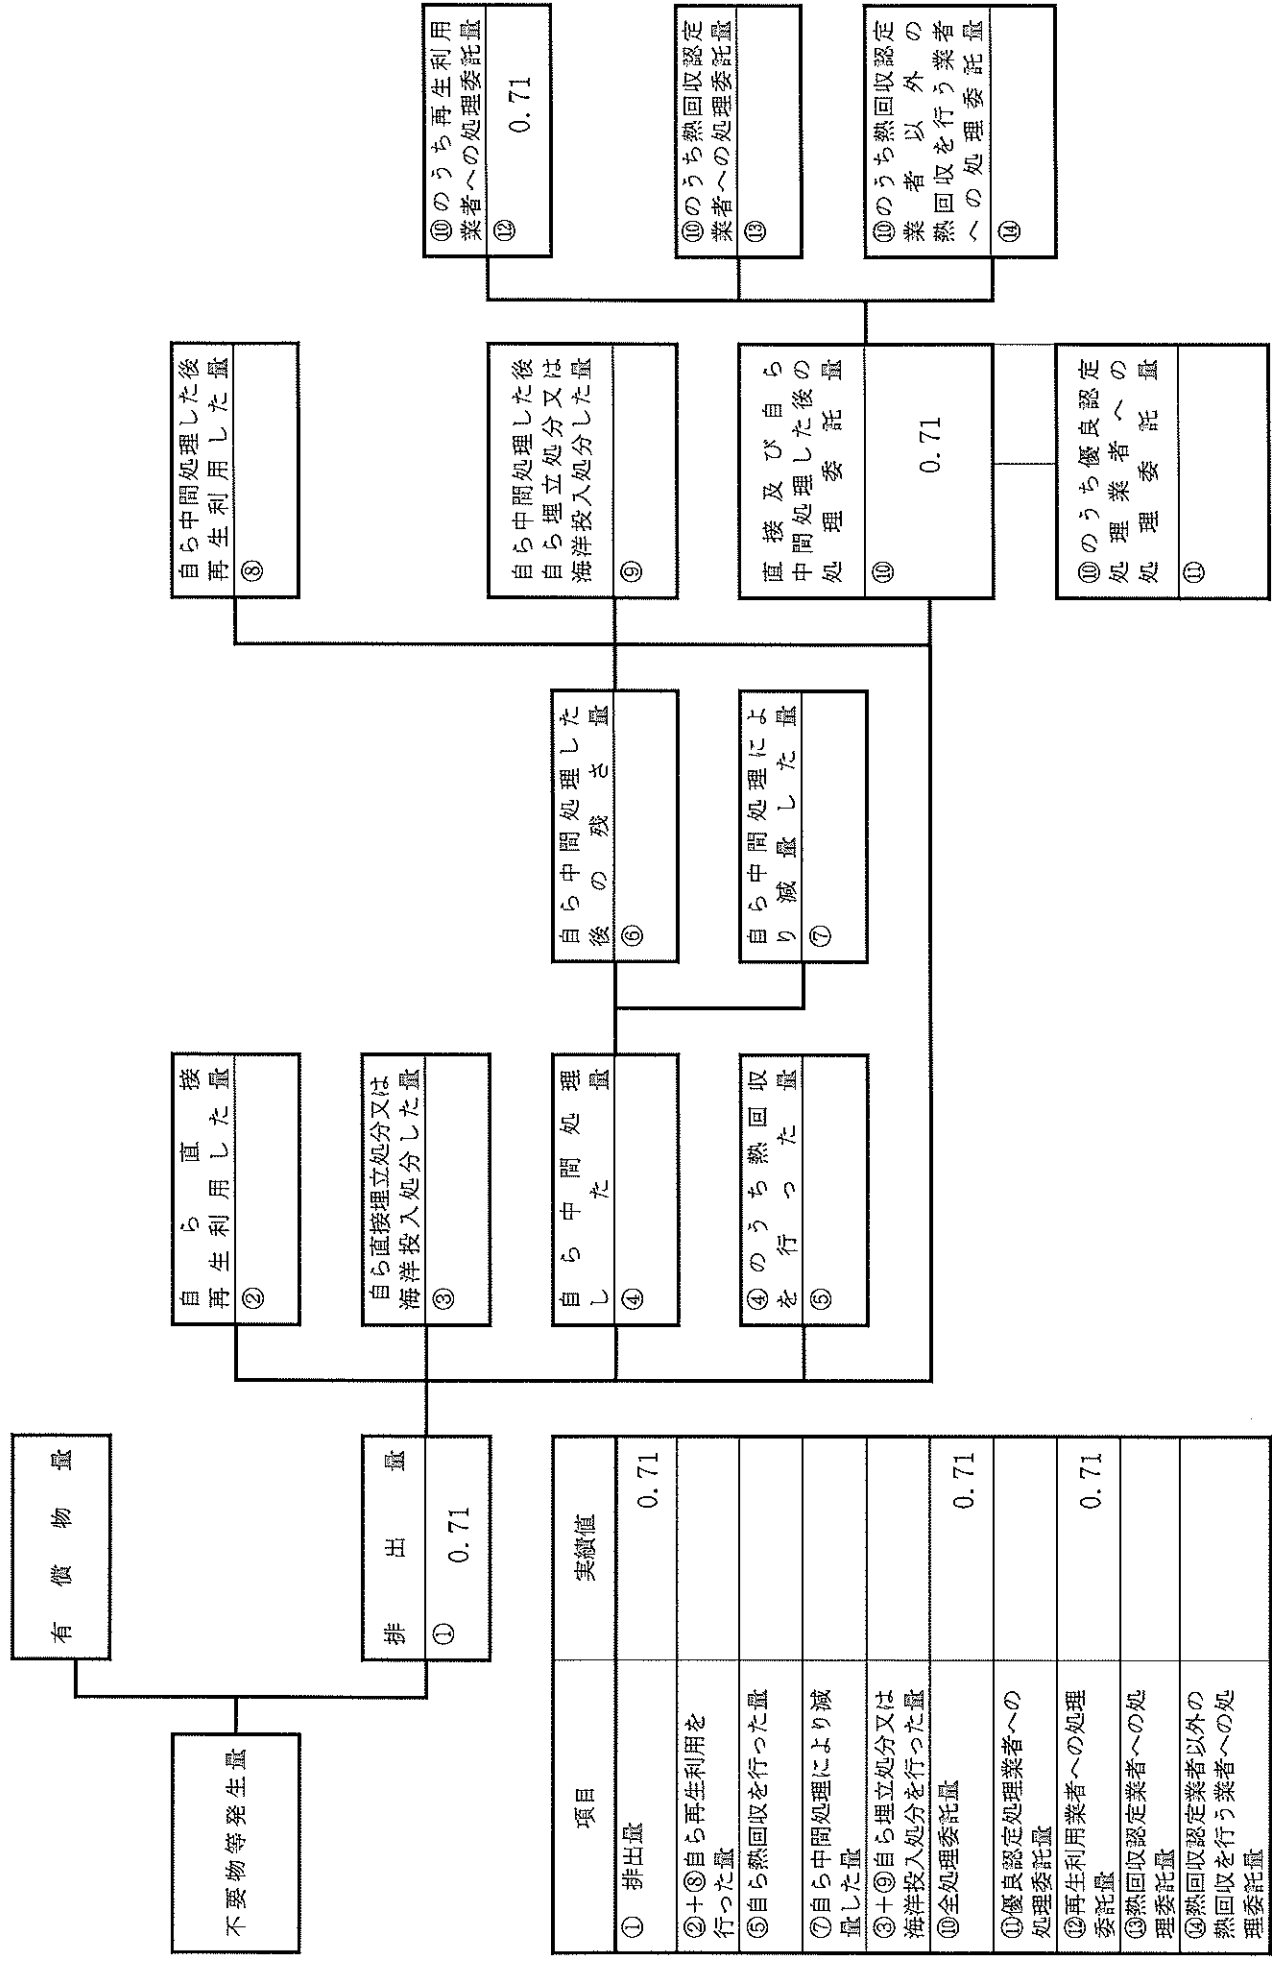 不要物等発生量
有償物量
排出量
① 0.71
自ら直接
再生利用した量
②
自ら直接埋立処分又は
海洋投入処分した量
③
自ら中間処理
した量
④
④のうち熱回収
を行った量
⑤
自ら中間処理した
後の残さ量
⑥
自ら中間処理によ
り減量した量
⑦
自ら中間処理した後
再生利用した量
⑧
自ら中間処理した後
自ら埋立処分又は
海洋投入処分した量
⑨
直接及び自ら
中間処理した後の
処理委託量
⑩
0.71
⑩のうち優良認定
処理業者への
処理委託量
⑪
⑩のうち再生利用
業者への処理委託量
⑫ 0.71
⑩のうち熱回収認定
業者への処理委託量
⑬
⑩のうち熱回収認定
業者以外の
熱回収を行う業者
への処理委託量
⑭
項目 実績値
① 排出量 0.71
②+⑧自ら再生利用を
行った量
⑤自ら熱回収を行った量
⑦自ら中間処理により減
量した量
③+⑨自ら埋立処分又は
海洋投入処分を行った量
⑩全処理委託量 0.71
⑪優良認定処理業者への
処理委託量
⑫再生利用業者への処理
委託量 0.71
⑬熱回収認定業者への処
理委託量
⑭熱回収認定業者以外の
熱回収を行う業者への処
理委託量